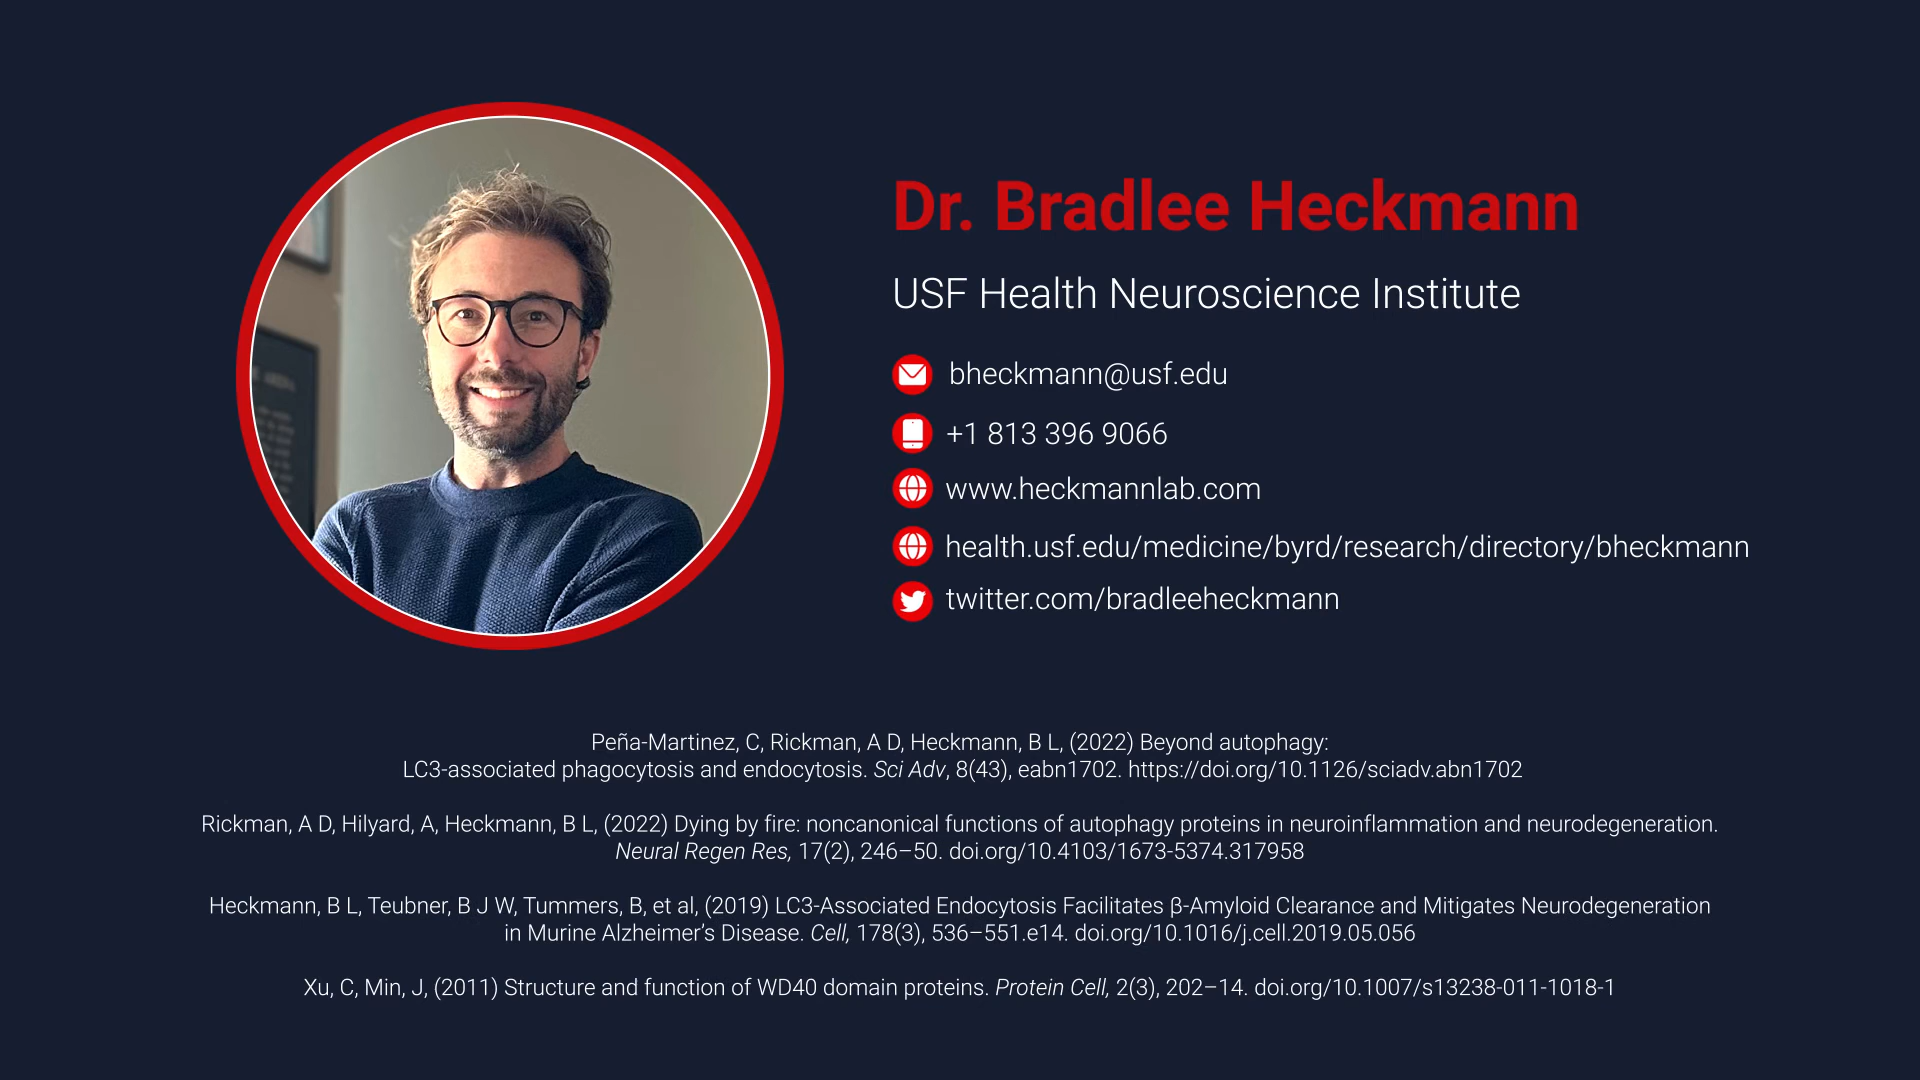 Dr. Bradlee Heckmann
USF Health Neuroscience Institute
bheckmann@usf.edu
+1 813 396 9066
www.heckmannlab.com
health.usf.edu/medicine/byrd/research/directory/bheckmann
twitter.com/bradleeheckmann
Peña-Martinez, C, Rickman, A D, Heckmann, B L, (2022) Beyond autophagy:
LC3-associated phagocytosis and endocytosis. Sci Adv, 8(43), eabn1702. https://doi.org/10.1126/sciadv.abn1702
Rickman, A D, Hilyard, A, Heckmann, B L, (2022) Dying by fire: noncanonical functions of autophagy proteins in neuroinflammation and neurodegeneration.
Neural Regen Res, 17(2), 246–50. doi.org/10.4103/1673-5374.317958
Heckmann, B L, Teubner, B J W, Tummers, B, et al, (2019) LC3-Associated Endocytosis Facilitates β-Amyloid Clearance and Mitigates Neurodegeneration
in Murine Alzheimer’s Disease. Cell, 178(3), 536–551.e14. doi.org/10.1016/j.cell.2019.05.056
Xu, C, Min, J, (2011) Structure and function of WD40 domain proteins. Protein Cell, 2(3), 202–14. doi.org/10.1007/s13238-011-1018-1